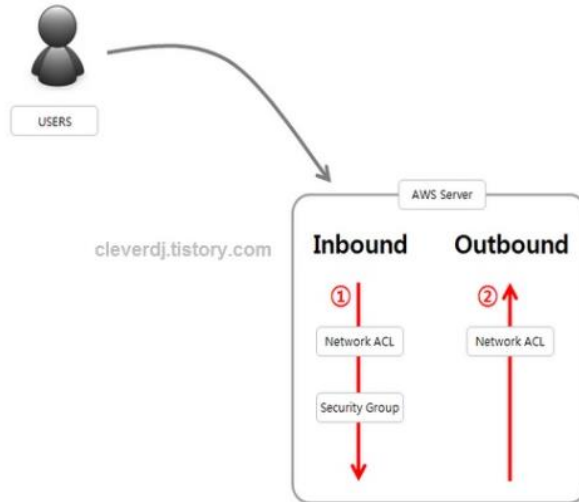 USERS
AWS Server
cleverdj.tistory.com
Inbound Outbound
① ②
Network ACL Network ACL
Security Group